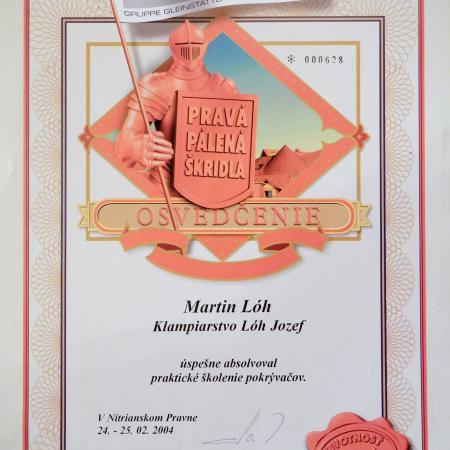 GRUPPE GLEINSTÄTTEN
* 000628
PRAVÁ
PÁLENÁ
ŠKRIDLA
OSVEDČENIE
Martin Lóh
Klampiarstvo Lóh Jozef
úspešne absolvoval
praktické školenie pokrývačov.
V Nitrianskom Pravne
24. - 25. 02. 2004